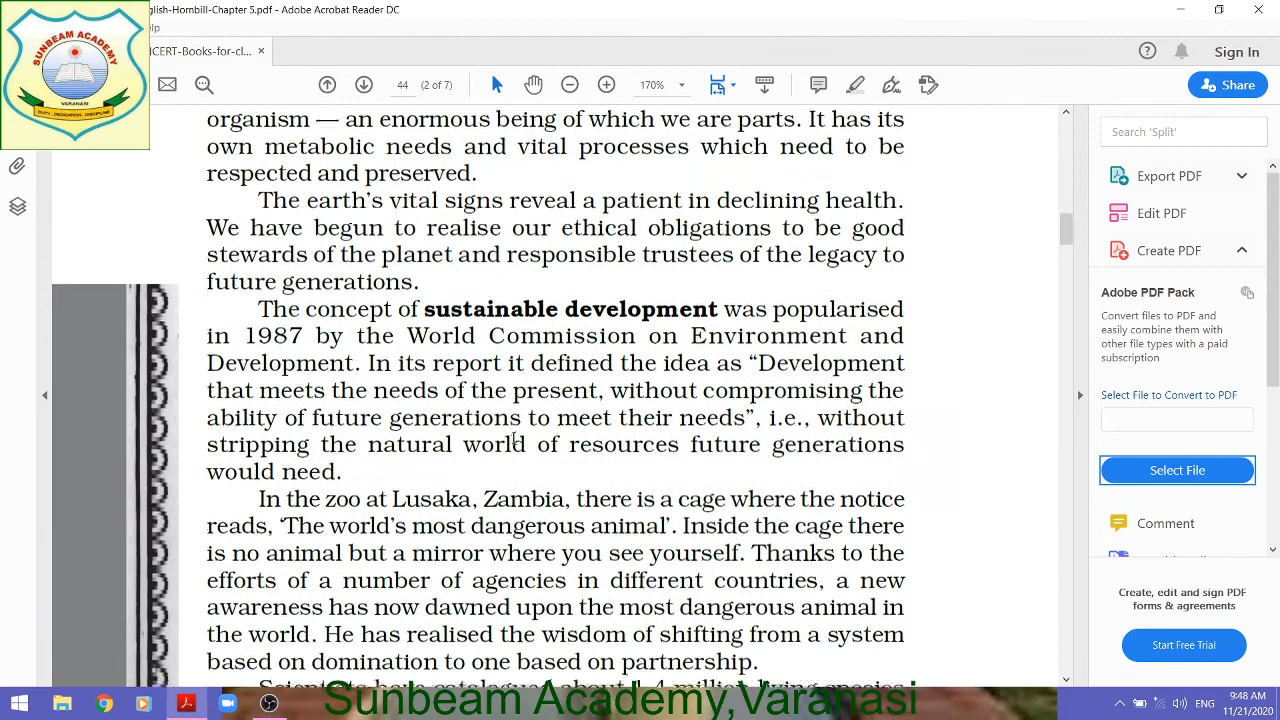 nglish-Hornbill-Chapter 5.pdf - Adobe Acrobat Reader DC
elp
SUNBEAM ACADEMY
VARANASI
DUTY - DEDICATION - DISCIPLINE
ICERT-Books-for-cl... ×
Sign In
44 (2 of 7)
170%
Share
organism — an enormous being of which we are parts. It has its
own metabolic needs and vital processes which need to be
respected and preserved.
The earth's vital signs reveal a patient in declining health.
We have begun to realise our ethical obligations to be good
stewards of the planet and responsible trustees of the legacy to
future generations.
The concept of sustainable development was popularised
in 1987 by the World Commission on Environment and
Development. In its report it defined the idea as “Development
that meets the needs of the present, without compromising the
ability of future generations to meet their needs”, i.e., without
stripping the natural world of resources future generations
would need.
In the zoo at Lusaka, Zambia, there is a cage where the notice
reads, ‘The world’s most dangerous animal’. Inside the cage there
is no animal but a mirror where you see yourself. Thanks to the
efforts of a number of agencies in different countries, a new
awareness has now dawned upon the most dangerous animal in
the world. He has realised the wisdom of shifting from a system
based on domination to one based on partnership.
Search 'Split'
Export PDF
Edit PDF
Create PDF
Adobe PDF Pack
Convert files to PDF and
easily combine them with
other file types with a paid
subscription
Select File to Convert to PDF
Select File
Comment
Create, edit and sign PDF
forms & agreements
Start Free Trial
Sunbeam Academy,Varanasi
ENG
9:48 AM
11/21/2020